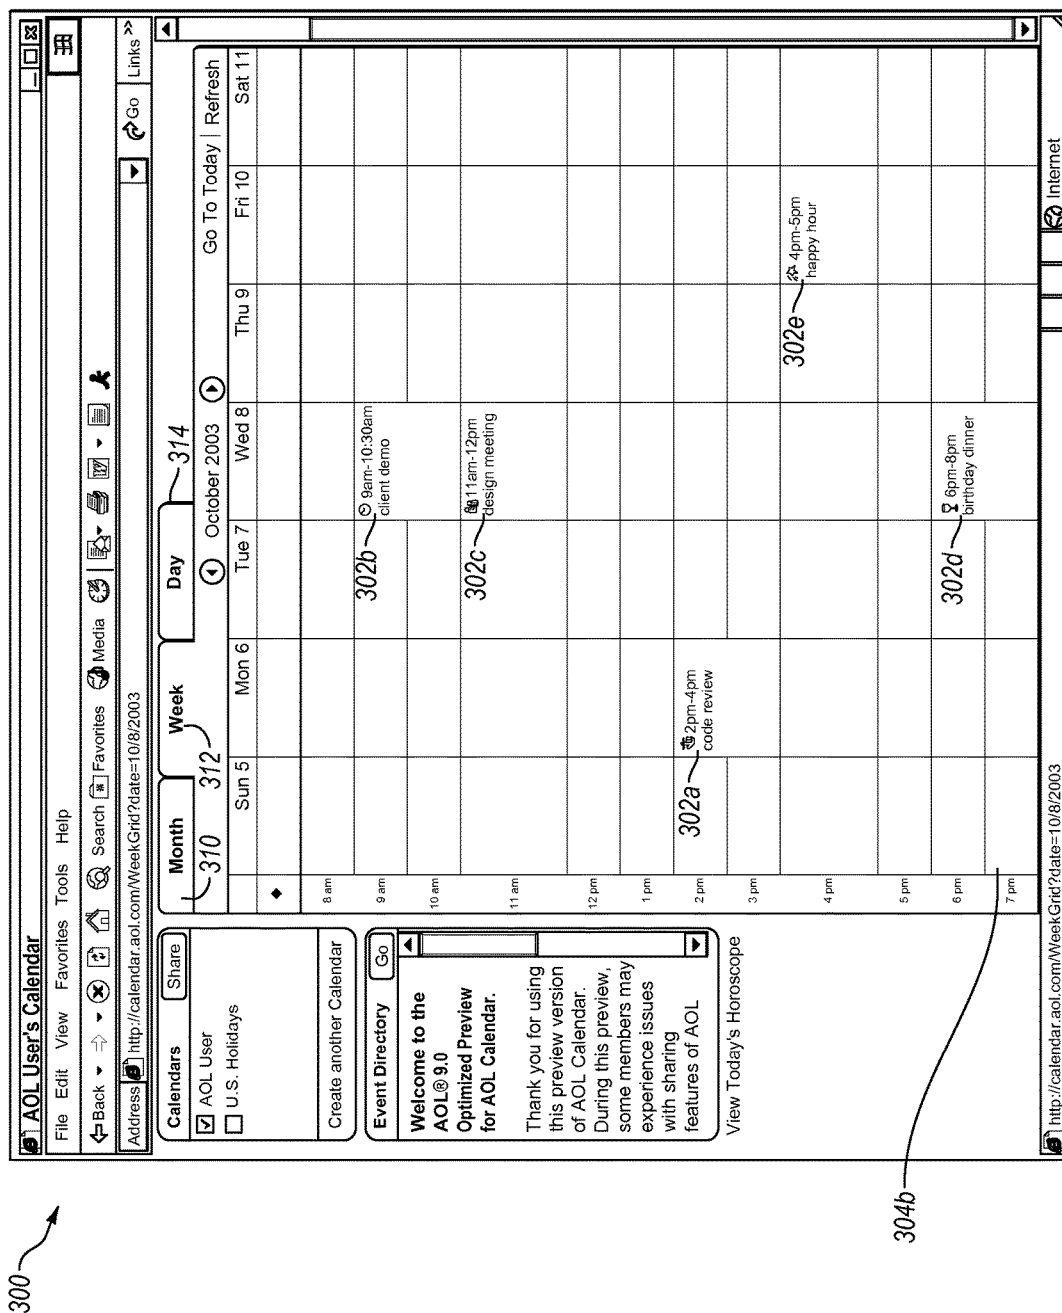 300
AOL User's Calendar
File Edit View Favorites Tools Help
Back Search Favorites Media
Address http://calendar.aol.com/WeekGrid?date=10/8/2003 Go Links >>
Calendars Share
AOL User
U.S. Holidays
Create another Calendar
Event Directory Go
Welcome to the
AOL® 9.0
Optimized Preview
for AOL Calendar.
Thank you for using
this preview version
of AOL Calendar.
During this preview,
some members may
experience issues
with sharing
features of AOL
View Today's Horoscope
Month Week Day
310 312 314
October 2003 Go To Today | Refresh
Sun 5 Mon 6 Tue 7 Wed 8 Thu 9 Fri 10 Sat 11
8 am
9 am
302b 9am-10:30am
client demo
10 am
11 am
302c 11am-12pm
design meeting
12 pm
1 pm
2 pm
302a 2pm-4pm
code review
3 pm
4 pm
302e 4pm-5pm
happy hour
5 pm
6 pm
302d 6pm-8pm
birthday dinner
7 pm
304b
http://calendar.aol.com/WeekGrid?date=10/8/2003 Internet